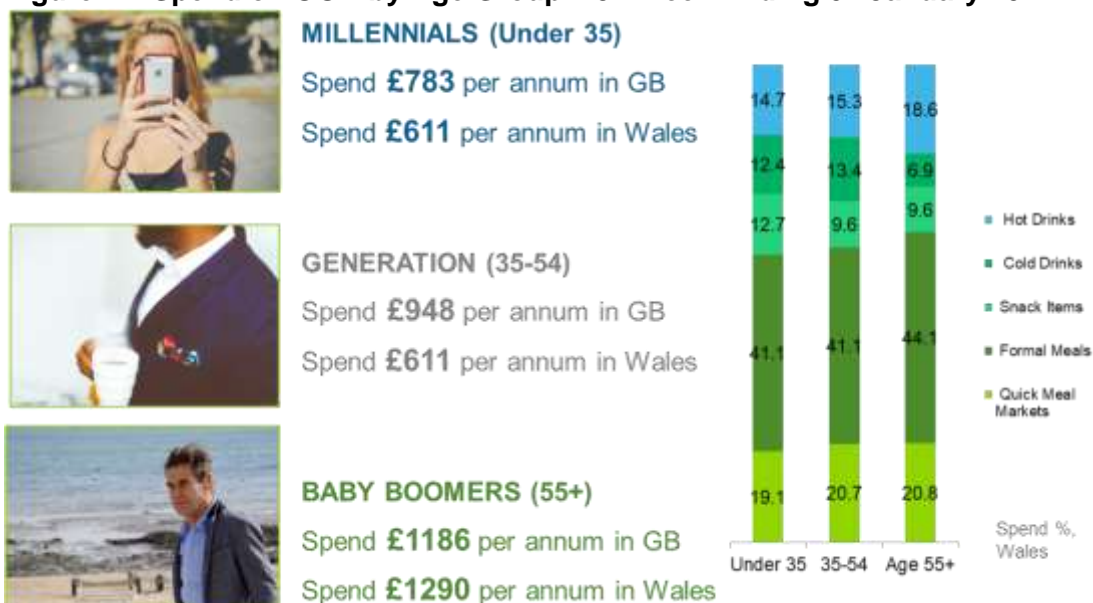 MILLENNIALS (Under 35)
Spend £783 per annum in GB
Spend £611 per annum in Wales
GENERATION (35-54)
Spend £948 per annum in GB
Spend £611 per annum in Wales
BABY BOOMERS (55+)
Spend £1186 per annum in GB
Spend £1290 per annum in Wales
14.7 15.3 18.6
12.4 13.4 6.9
12.7 9.6 9.6
41.1 41.1 44.1
19.1 20.7 20.8
Under 35 35-54 Age 55+
Hot Drinks
Cold Drinks
Snack Items
Formal Meals
Quick Meal
Markets
Spend %,
Wales